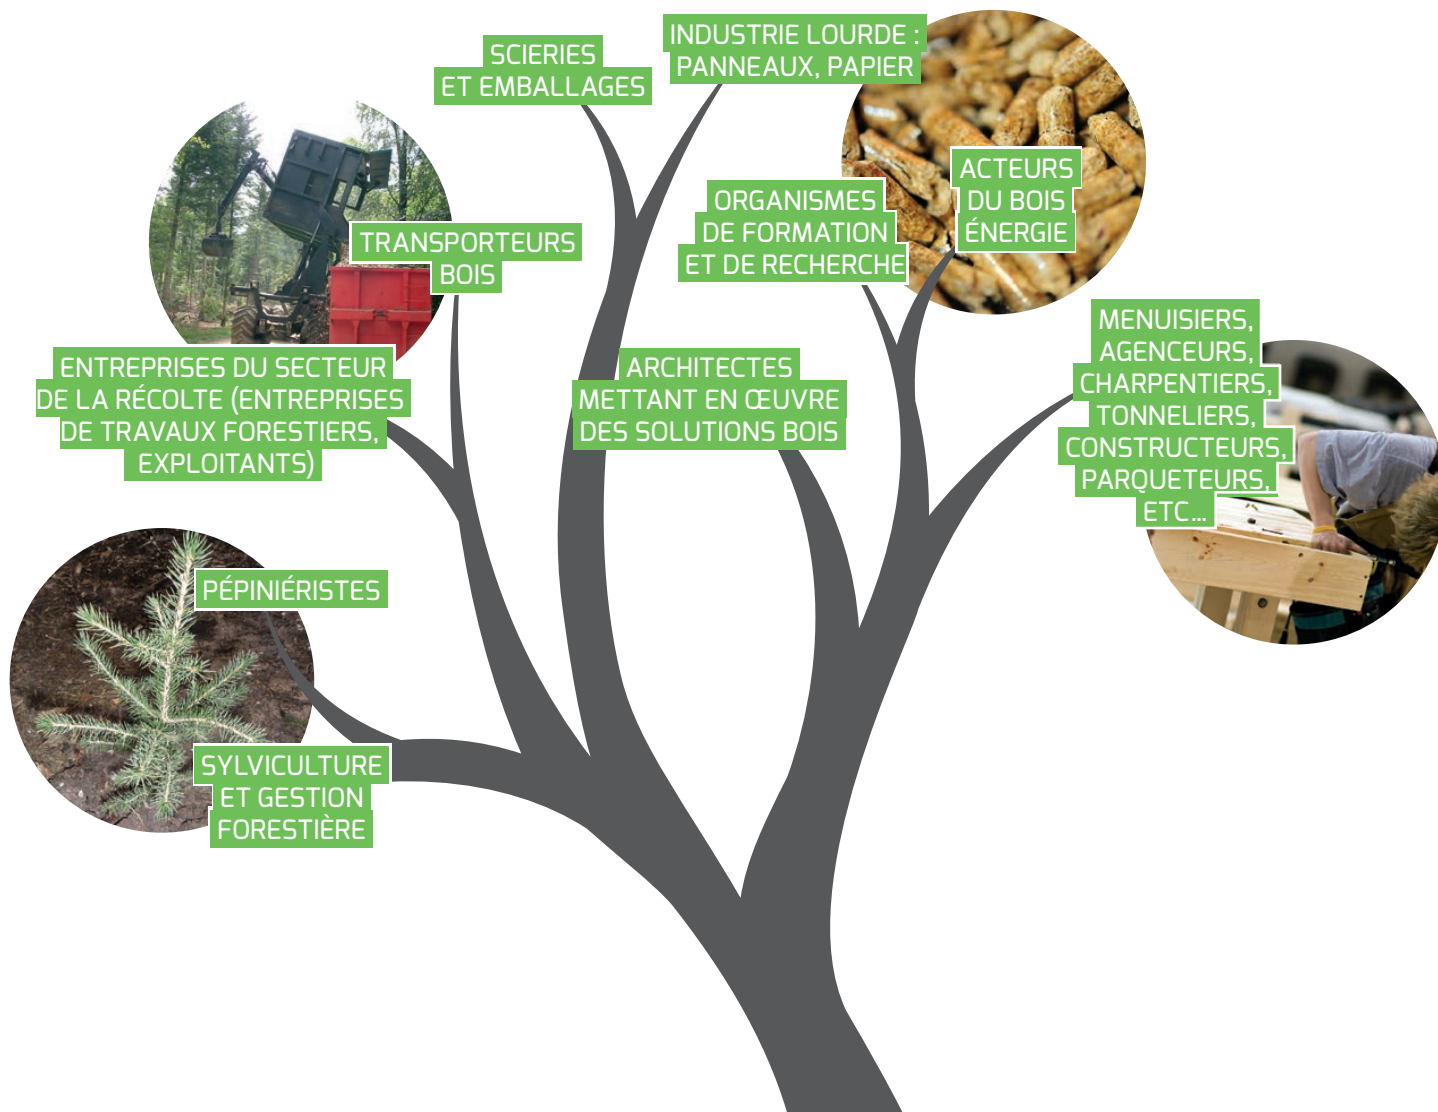 SCIERIES
ET EMBALLAGES
INDUSTRIE LOURDE :
PANNEAUX, PAPIER
TRANSPORTEURS
BOIS
ORGANISMES
DE FORMATION
ET DE RECHERCHE
ACTEURS
DU BOIS
ÉNERGIE
ENTREPRISES DU SECTEUR
DE LA RÉCOLTE (ENTREPRISES
DE TRAVAUX FORESTIERS,
EXPLOITANTS)
ARCHITECTES
METTANT EN ŒUVRE
DES SOLUTIONS BOIS
MENUISIERS,
AGENCEURS,
CHARPENTIERS,
TONNELIERS,
CONSTRUCTEURS,
PARQUETEURS,
ETC...
PÉPINIÉRISTES
SYLVICULTURE
ET GESTION
FORESTIÈRE